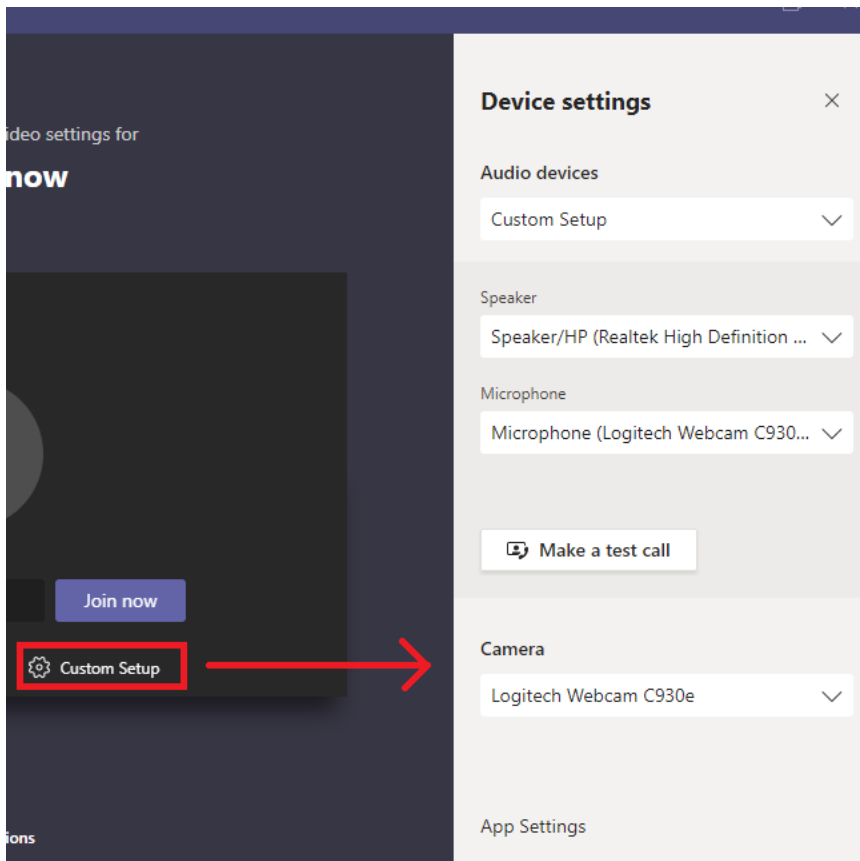 ideo settings for
now
Join now
Custom Setup
ions
Device settings
Audio devices
Custom Setup
Speaker
Speaker/HP (Realtek High Definition ...
Microphone
Microphone (Logitech Webcam C930...
Make a test call
Camera
Logitech Webcam C930e
App Settings